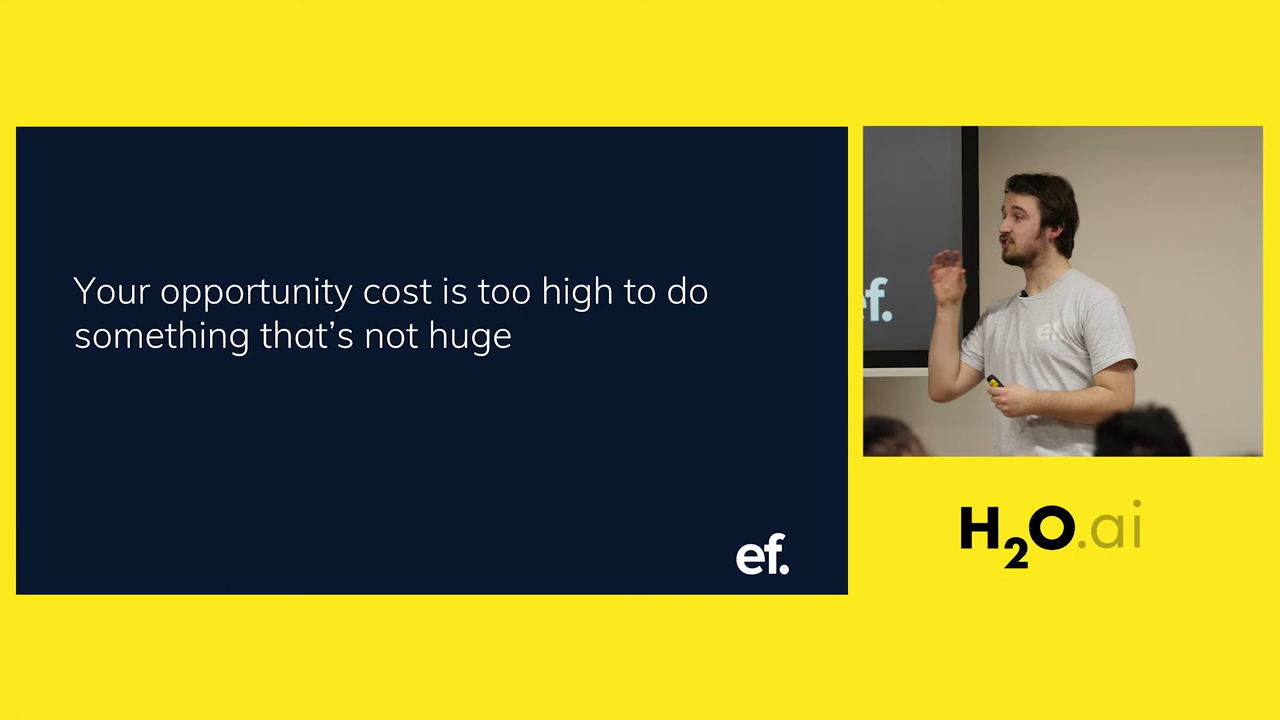 Your opportunity cost is too high to do
something that's not huge
ef.
ef.
ef.
H2O.ai